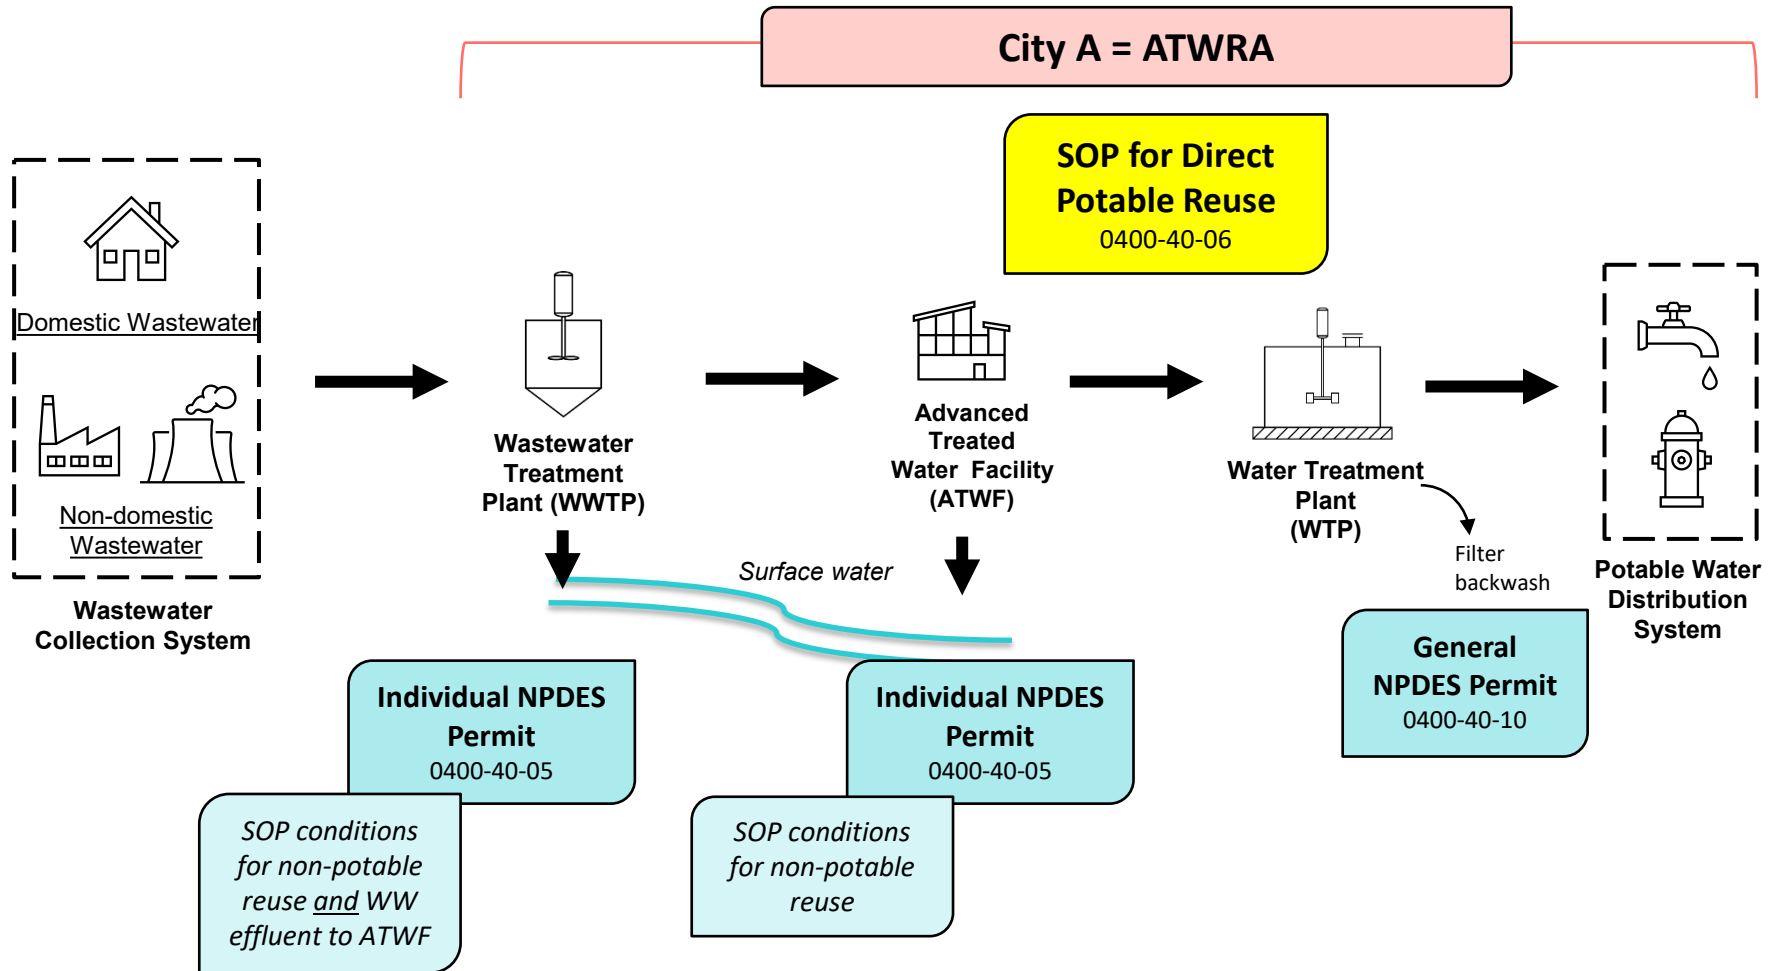 City A = ATWRA
SOP for Direct
Potable Reuse
0400-40-06
Domestic Wastewater
Non-domestic
Wastewater
Wastewater
Collection System
Wastewater
Treatment
Plant (WWTP)
Advanced
Treated
Water Facility
(ATWF)
Water Treatment
Plant
(WTP)
Filter
backwash
Potable Water
Distribution
System
Surface water
Individual NPDES
Permit
0400-40-05
SOP conditions
for non-potable
reuse and WW
effluent to ATWF
Individual NPDES
Permit
0400-40-05
SOP conditions
for non-potable
reuse
General
NPDES Permit
0400-40-10